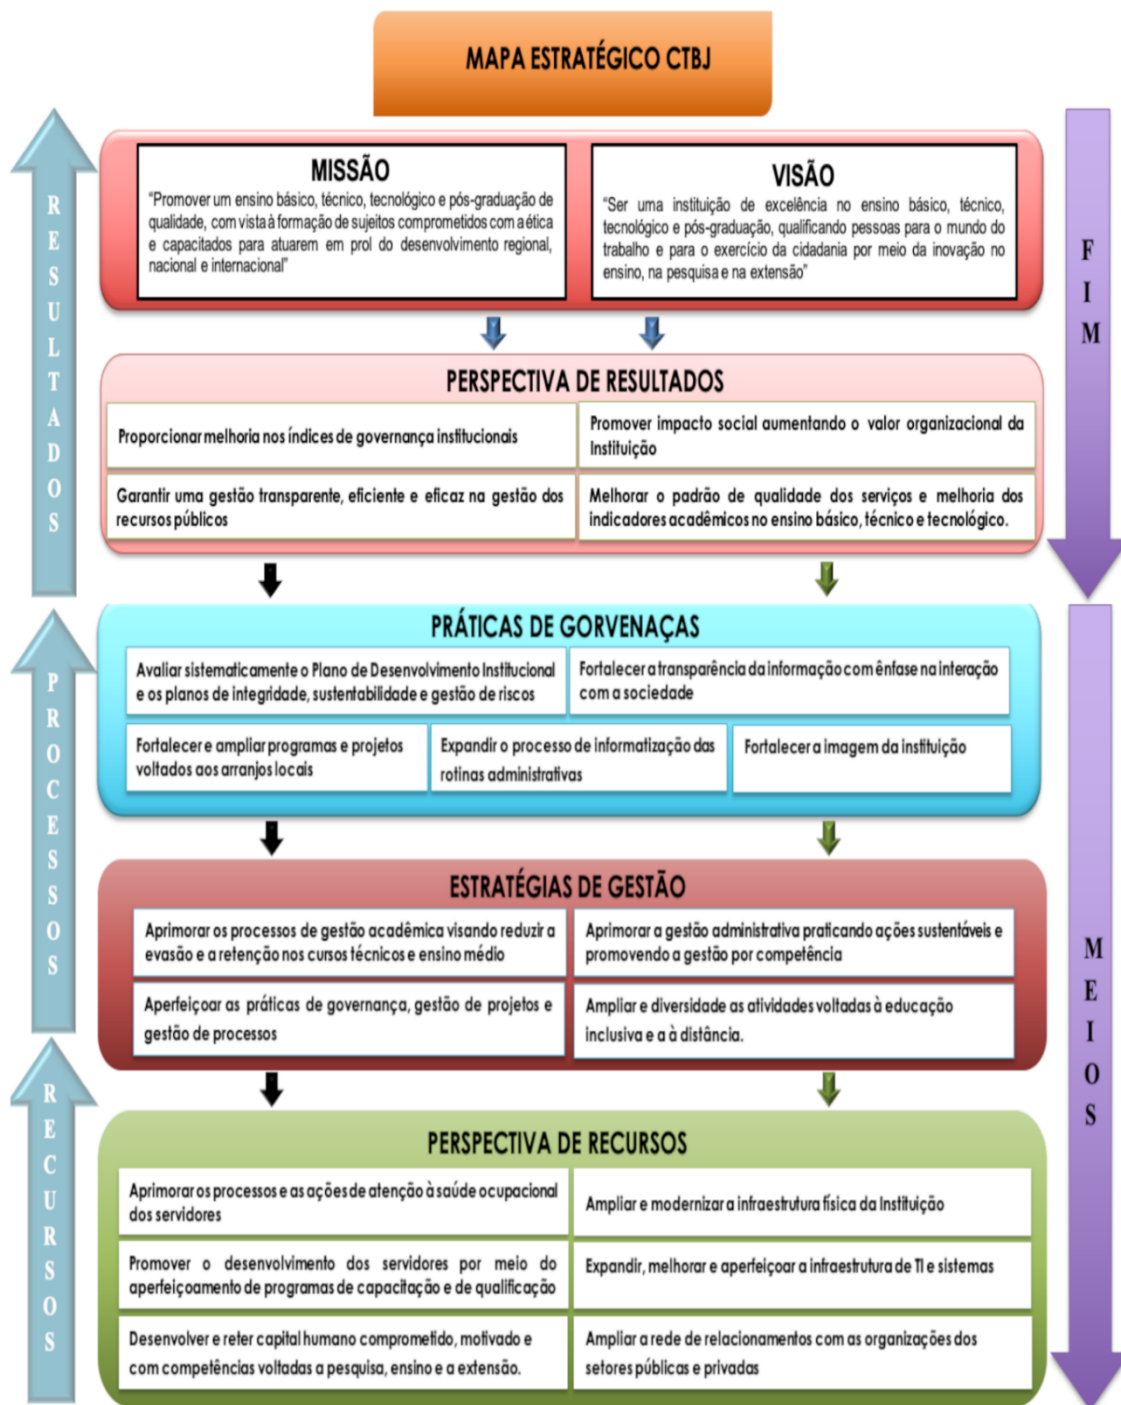 MAPA ESTRATÉGICO CTBJ
RESULTADOS
MISSÃO
“Promover um ensino básico, técnico, tecnológico e pós-graduação de
qualidade, com vista à formação de sujeitos comprometidos com a ética
e capacitados para atuarem em prol do desenvolvimento regional,
nacional e internacional”
VISÃO
“Ser uma instituição de excelência no ensino básico, técnico,
tecnológico e pós-graduação, qualificando pessoas para o mundo do
trabalho e para o exercício da cidadania por meio da inovação no
ensino, na pesquisa e na extensão”
FIM
PERSPECTIVA DE RESULTADOS
Proporcionar melhoria nos índices de governança institucionais
Promover impacto social aumentando o valor organizacional da
Instituição
Garantir uma gestão transparente, eficiente e eficaz na gestão dos
recursos públicos
Melhorar o padrão de qualidade dos serviços e melhoria dos
indicadores acadêmicos no ensino básico, técnico e tecnológico.
PROCESSOS
PRÁTICAS DE GORVENAÇAS
Avaliar sistematicamente o Plano de Desenvolvimento Institucional
e os planos de integridade, sustentabilidade e gestão de riscos
Fortalecer a transparência da informação com ênfase na interação
com a sociedade
Fortalecer e ampliar programas e projetos
voltados aos arranjos locais
Expandir o processo de informatização das
rotinas administrativas
Fortalecer a imagem da instituição
MEIOS
ESTRATÉGIAS DE GESTÃO
Aprimorar os processos de gestão acadêmica visando reduzir a
evasão e a retenção nos cursos técnicos e ensino médio
Aprimorar a gestão administrativa praticando ações sustentáveis e
promovendo a gestão por competência
Aperfeiçoar as práticas de governança, gestão de projetos e
gestão de processos
Ampliar e diversidade as atividades voltadas à educação
inclusiva e a à distância.
RECURSOS
PERSPECTIVA DE RECURSOS
Aprimorar os processos e as ações de atenção à saúde ocupacional
dos servidores
Ampliar e modernizar a infraestrutura física da Instituição
Promover o desenvolvimento dos servidores por meio do
aperfeiçoamento de programas de capacitação e de qualificação
Expandir, melhorar e aperfeiçoar a infraestrutura de TI e sistemas
Desenvolver e reter capital humano comprometido, motivado e
com competências voltadas a pesquisa, ensino e a extensão.
Ampliar a rede de relacionamentos com as organizações dos
setores públicas e privadas